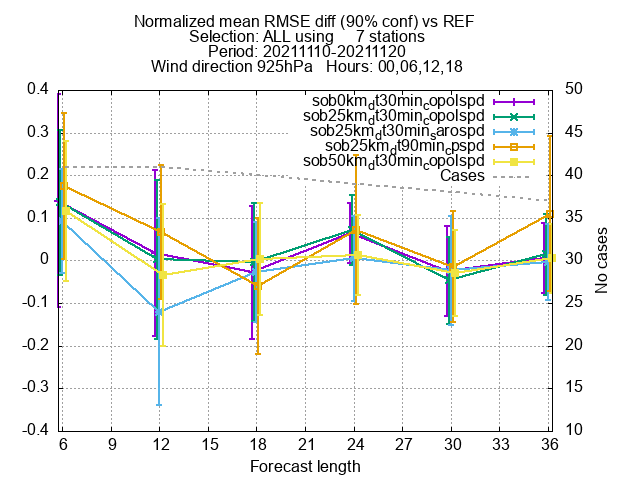 Normalized mean RMSE diff (90% conf) vs REF
Selection: ALL using 7 stations
Period: 20211110-20211120
Wind direction 925hPa Hours: 00,06,12,18
0.4
0.3
0.2
0.1
0
-0.1
-0.2
-0.3
-0.4
50
45
40
35
30
25
20
15
10
sob0km_dt30min_copolspd
sob25km_dt30min_copolspd
sob25km_dt30min_sarospd
sob25km_dt90min_cpspd
sob50km_dt30min_copolspd
Cases
No cases
6 9 12 15 18 21 24 27 30 33 36
Forecast length